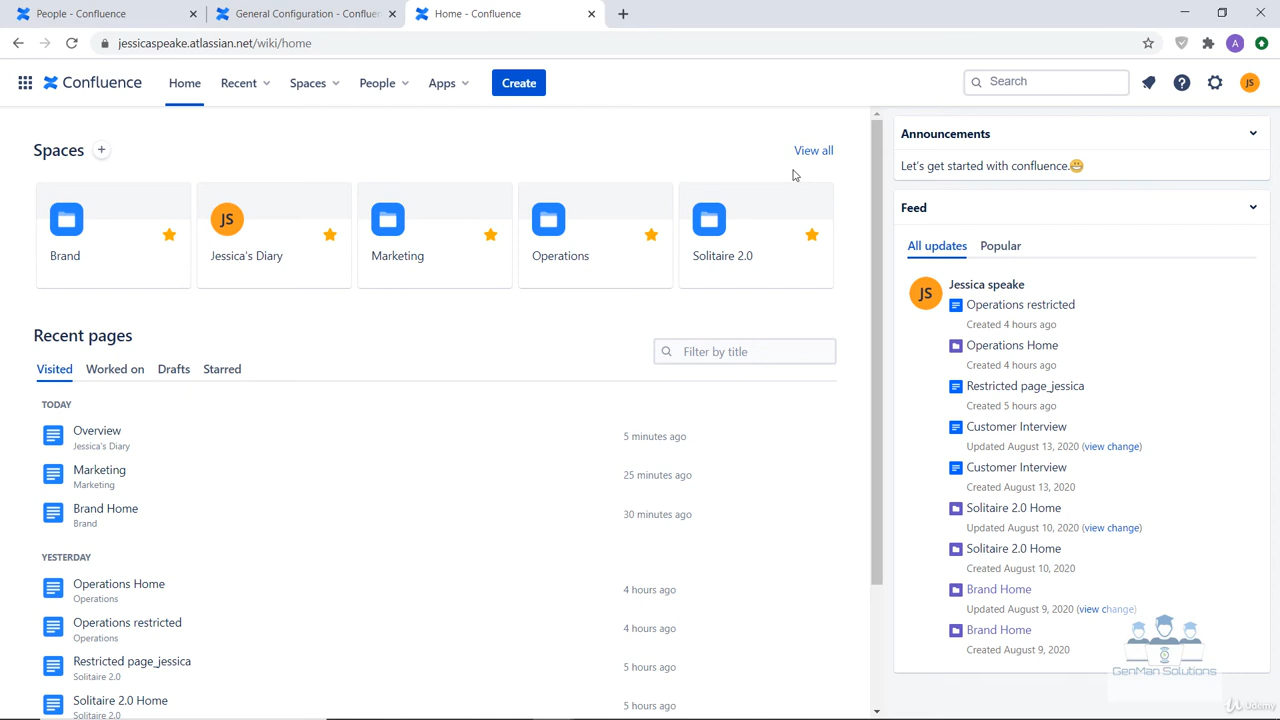 People - Confluence
General Configuration - Confluenc
Home - Confluence
jessicaspeake.atlassian.net/wiki/home
A
Confluence
Home
Recent
Spaces
People
Apps
Create
Search
JS
Spaces
View all
Brand
JS
Jessica's Diary
Marketing
Operations
Solitaire 2.0
Recent pages
Filter by title
Visited
Worked on
Drafts
Starred
TODAY
Overview
Jessica's Diary
5 minutes ago
Marketing
Marketing
25 minutes ago
Brand Home
Brand
30 minutes ago
YESTERDAY
Operations Home
Operations
4 hours ago
Operations restricted
Operations
4 hours ago
Restricted page_jessica
Solitaire 2.0
5 hours ago
Solitaire 2.0 Home
Solitaire 2.0
5 hours ago
Announcements
Let's get started with confluence.😀
Feed
All updates
Popular
JS
Jessica speake
Operations restricted
Created 4 hours ago
Operations Home
Created 4 hours ago
Restricted page_jessica
Created 5 hours ago
Customer Interview
Updated August 13, 2020 (view change)
Customer Interview
Created August 13, 2020
Solitaire 2.0 Home
Updated August 10, 2020 (view change)
Solitaire 2.0 Home
Created August 10, 2020
Brand Home
Updated August 9, 2020 (view change)
Brand Home
Created August 9, 2020
GenMan Solutions
Udemy